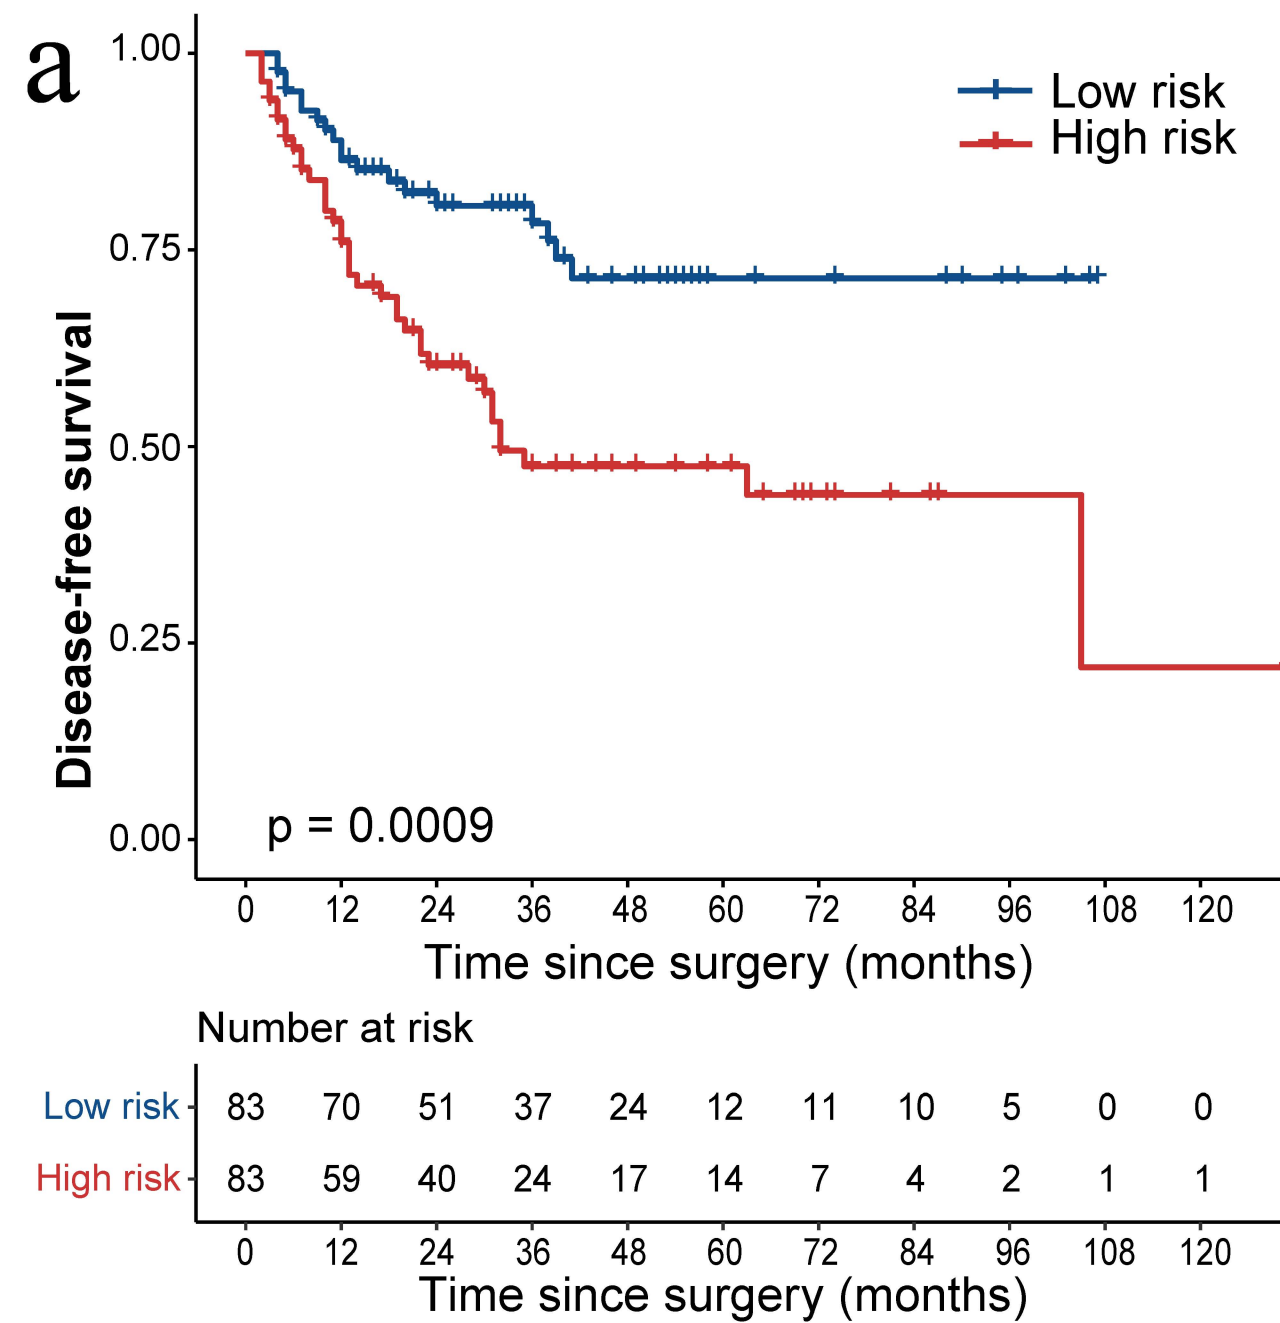 a
1.00
0.75
0.50
0.25
0.00
Disease-free survival
Low risk
High risk
p = 0.0009
0 12 24 36 48 60 72 84 96 108 120
Time since surgery (months)
Number at risk
Low risk 83 70 51 37 24 12 11 10 5 0 0
High risk 83 59 40 24 17 14 7 4 2 1 1
0 12 24 36 48 60 72 84 96 108 120
Time since surgery (months)